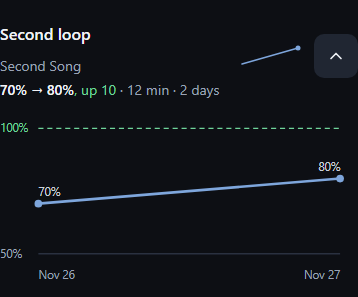 Second loop
Second Song
70% → 80%, up 10 · 12 min · 2 days
100%
80%
70%
50%
Nov 26 Nov 27